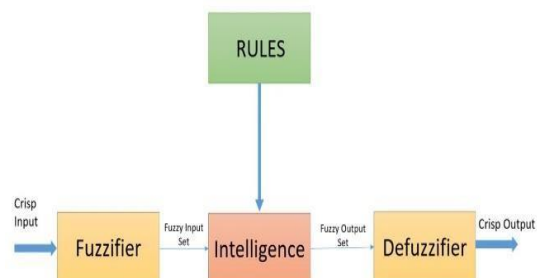 RULES
Crisp
Input
Fuzzifier
Fuzzy Input
Set
Intelligence
Fuzzy Output
Set
Defuzzifier
Crisp Output